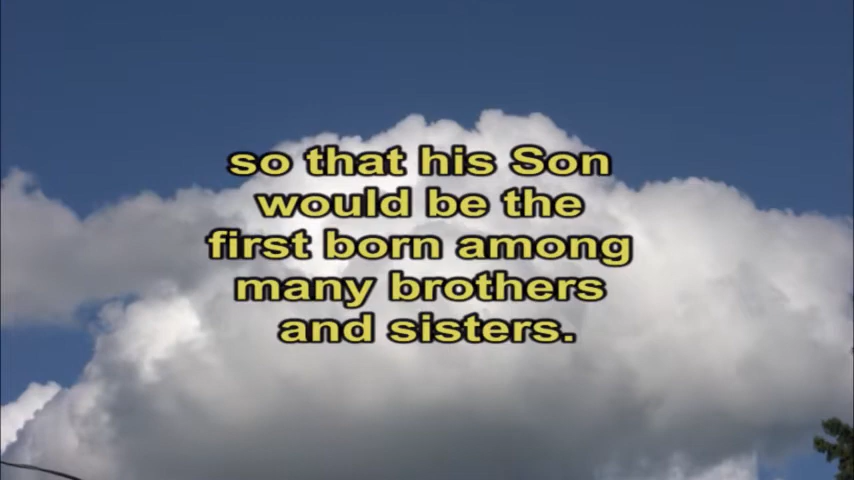 so that his Son
would be the
first born among
many brothers
and sisters.